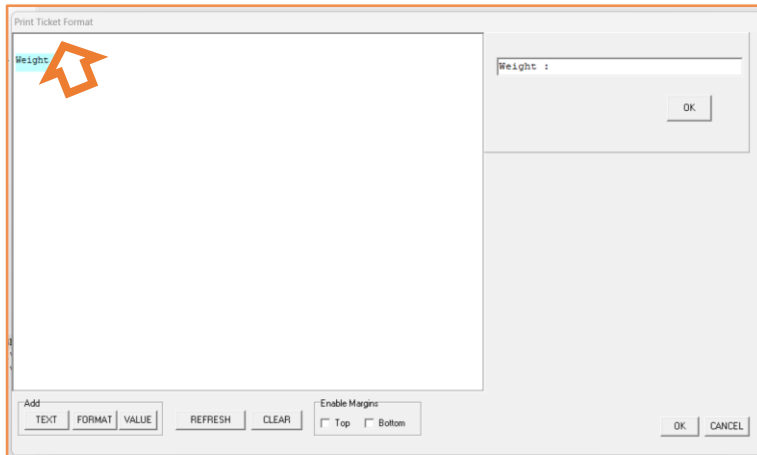 Print Ticket Format
Weight
Weight :
OK
Add
TEXT FORMAT VALUE
REFRESH CLEAR
Enable Margins
Top Bottom
OK CANCEL